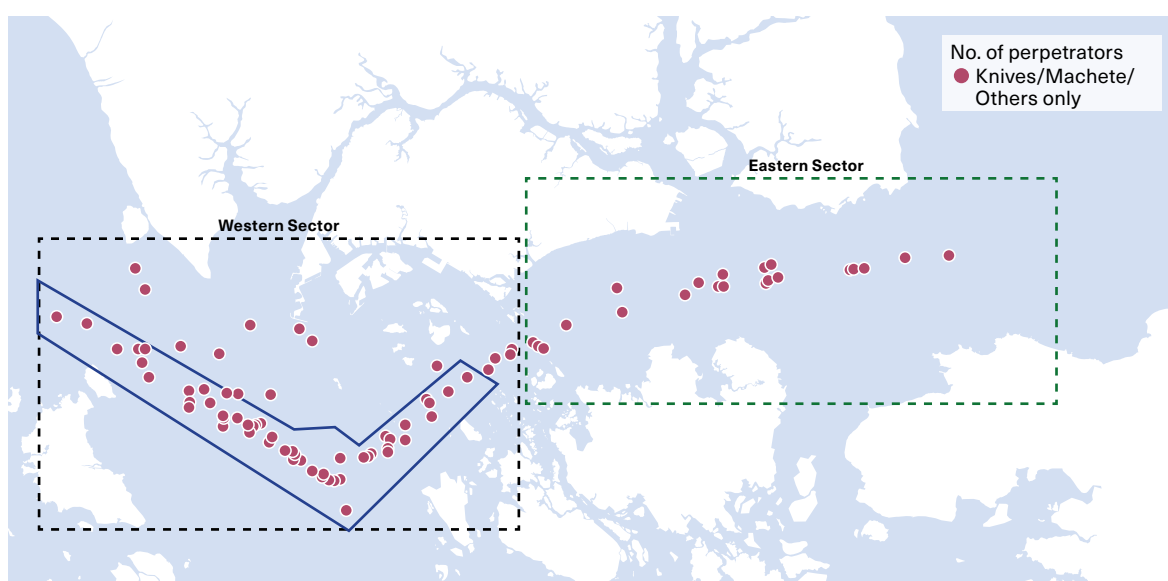 No. of perpetrators
Knives/Machete/
Others only
Eastern Sector
Western Sector